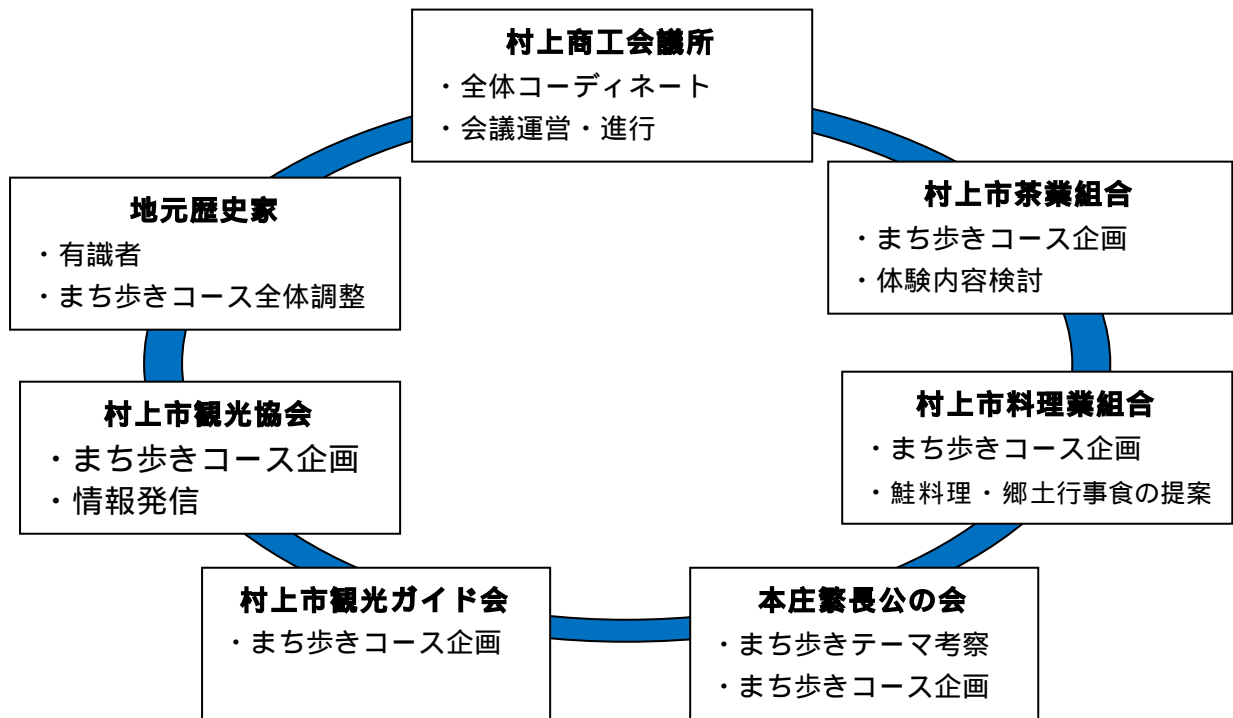 村上商工会議所
・全体コーディネート
・会議運営・進行
地元歴史家
・有識者
・まち歩きコース全体調整
村上市茶業組合
・まち歩きコース企画
・体験内容検討
村上市観光協会
・まち歩きコース企画
・情報発信
村上市料理業組合
・まち歩きコース企画
・鮭料理・郷土行事食の提案
村上市観光ガイド会
・まち歩きコース企画
本庄繁長公の会
・まち歩きテーマ考察
・まち歩きコース企画